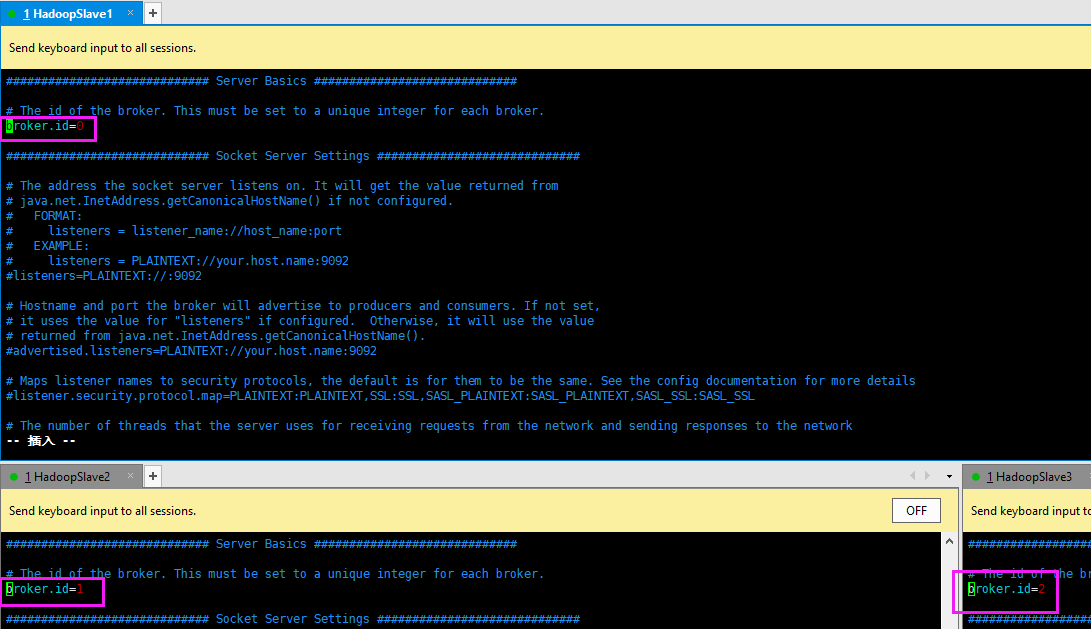 1 HadoopSlave1 × +
Send keyboard input to all sessions.
############################# Server Basics #############################
# The id of the broker. This must be set to a unique integer for each broker.
broker.id=0
############################# Socket Server Settings #############################
# The address the socket server listens on. It will get the value returned from
# java.net.InetAddress.getCanonicalHostName() if not configured.
#   FORMAT:
#     listeners = listener_name://host_name:port
#   EXAMPLE:
#     listeners = PLAINTEXT://your.host.name:9092
#listeners=PLAINTEXT://:9092
# Hostname and port the broker will advertise to producers and consumers. If not set,
# it uses the value for "listeners" if configured.  Otherwise, it will use the value
# returned from java.net.InetAddress.getCanonicalHostName().
#advertised.listeners=PLAINTEXT://your.host.name:9092
# Maps listener names to security protocols, the default is for them to be the same. See the config documentation for more details
#listener.security.protocol.map=PLAINTEXT:PLAINTEXT,SSL:SSL,SASL_PLAINTEXT:SASL_PLAINTEXT,SASL_SSL:SASL_SSL
# The number of threads that the server uses for receiving requests from the network and sending responses to the network
-- 插入 --
1 HadoopSlave2 × +
Send keyboard input to all sessions.
OFF
############################# Server Basics #############################
# The id of the broker. This must be set to a unique integer for each broker.
broker.id=1
############################# Socket Server Settings #############################
1 HadoopSlave3
Send keyboard input to
##################
# The id of the br
broker.id=2
##################